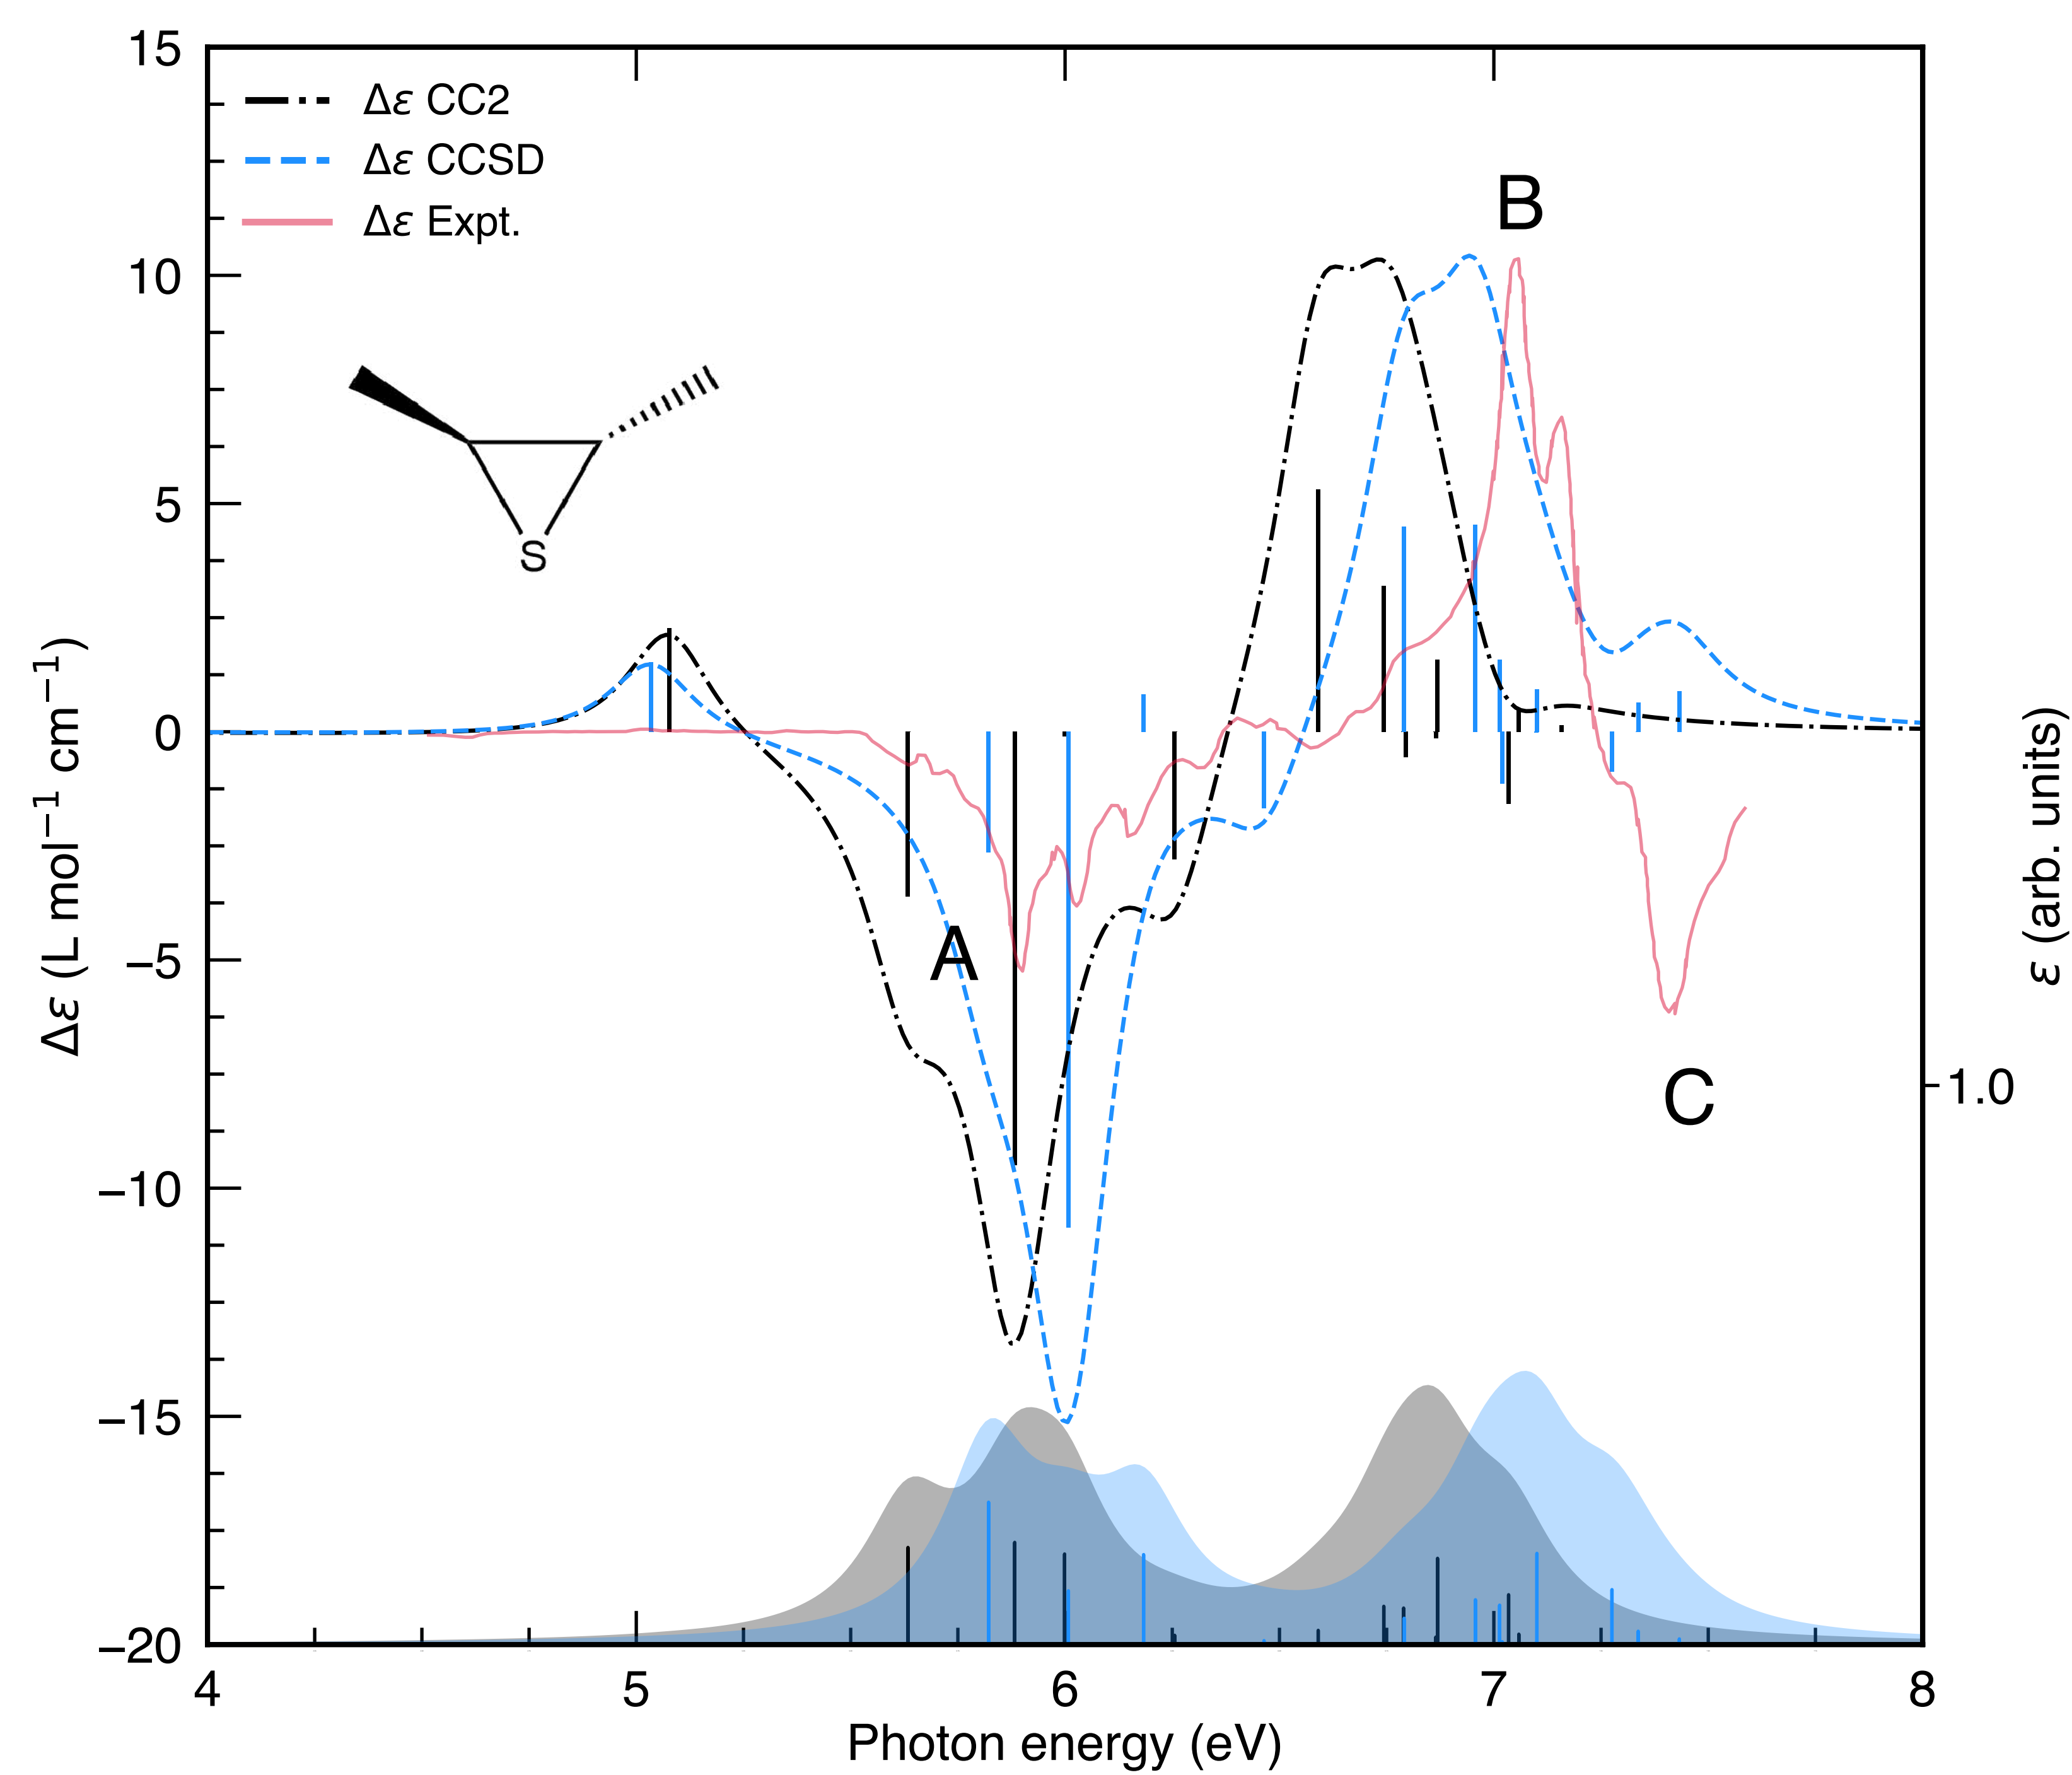 15
10
5
0
−5
−10
−15
−20
Δε (L mol−1 cm−1)
Δε CC2
Δε CCSD
Δε Expt.
S
A
B
C
1.0
ε (arb. units)
4 5 6 7 8
Photon energy (eV)